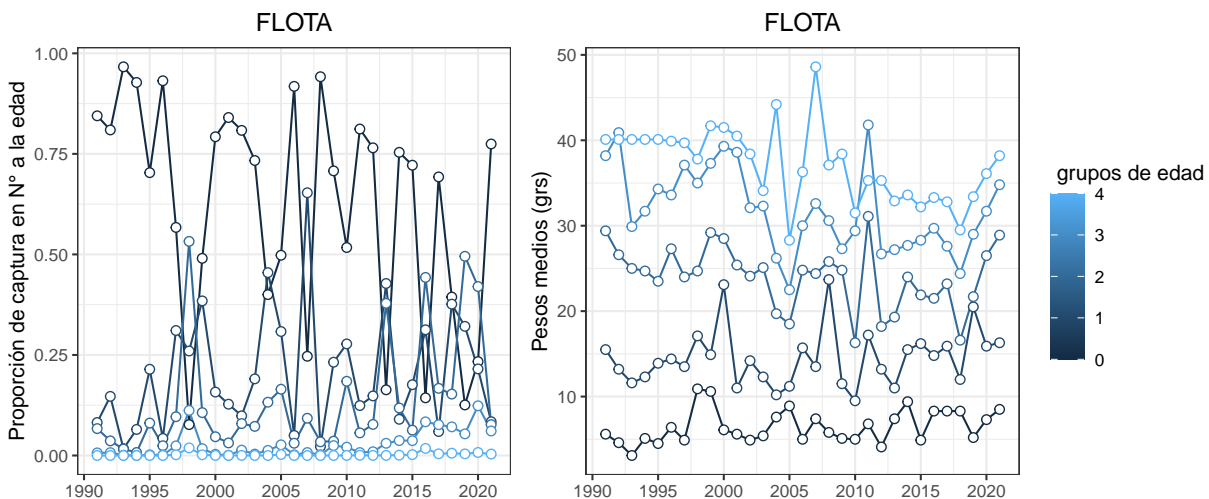 FLOTA
Proporción de captura en N° a la edad
1.00
0.75
0.50
0.25
0.00
1990 1995 2000 2005 2010 2015 2020
FLOTA
Pesos medios (grs)
50
40
30
20
10
1990 1995 2000 2005 2010 2015 2020
grupos de edad
4
3
2
1
0